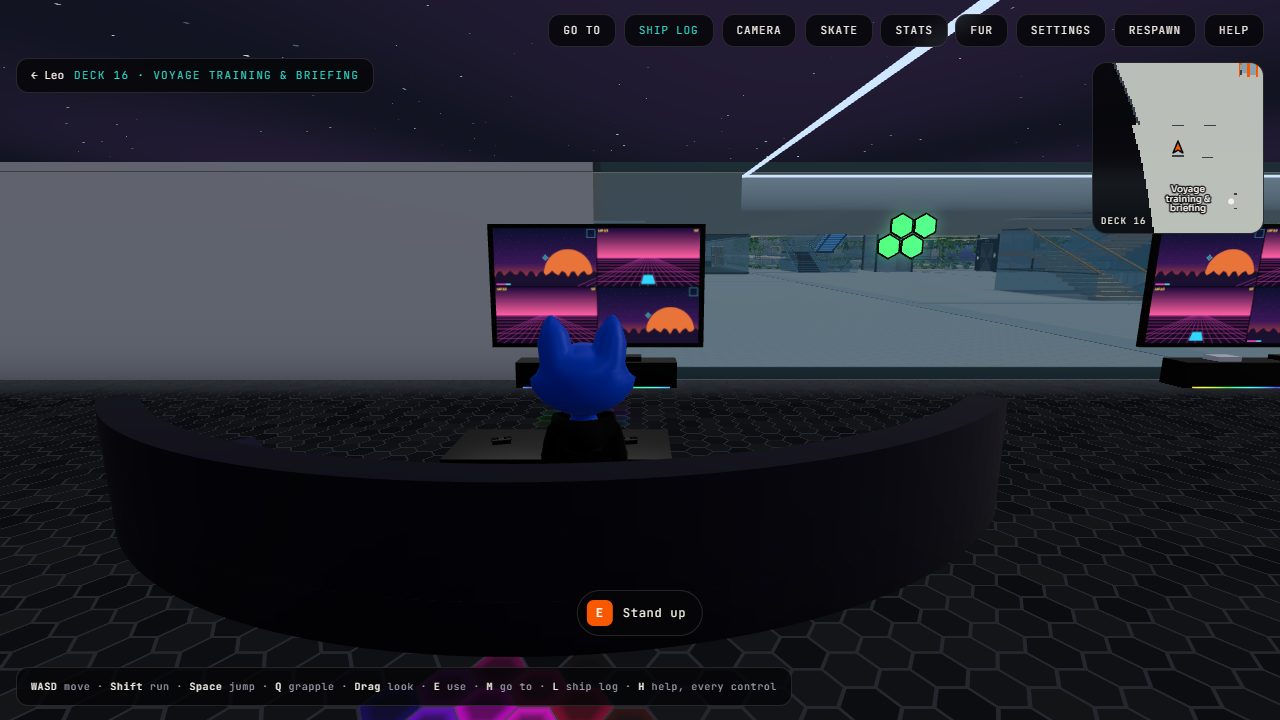 GO TO
SHIP LOG
CAMERA
SKATE
STATS
FUR
SETTINGS
RESPAWN
HELP
← Leo DECK 16 · VOYAGE TRAINING & BRIEFING
Voyage
training &
briefing
DECK 16
E Stand up
WASD move · Shift run · Space jump · Q grapple · Drag look · E use · M go to · L ship log · H help, every control